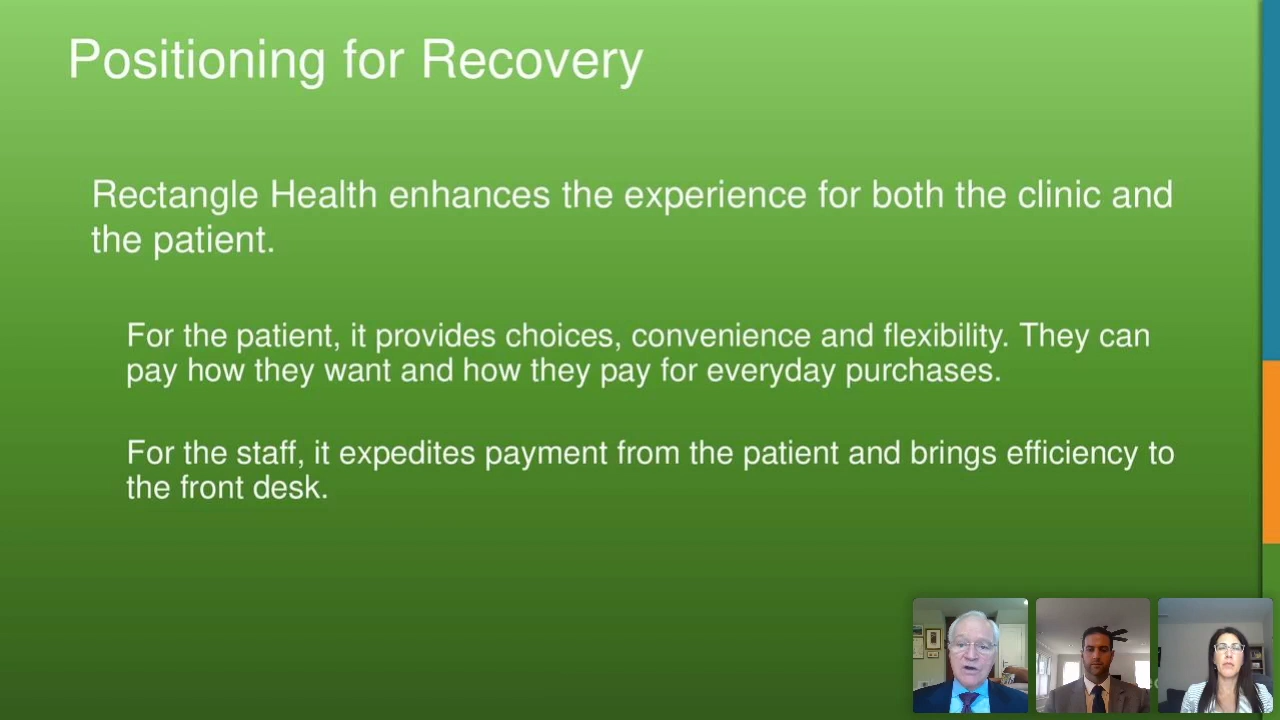 Positioning for Recovery
Rectangle Health enhances the experience for both the clinic and
the patient.
For the patient, it provides choices, convenience and flexibility. They can
pay how they want and how they pay for everyday purchases.
For the staff, it expedites payment from the patient and brings efficiency to
the front desk.